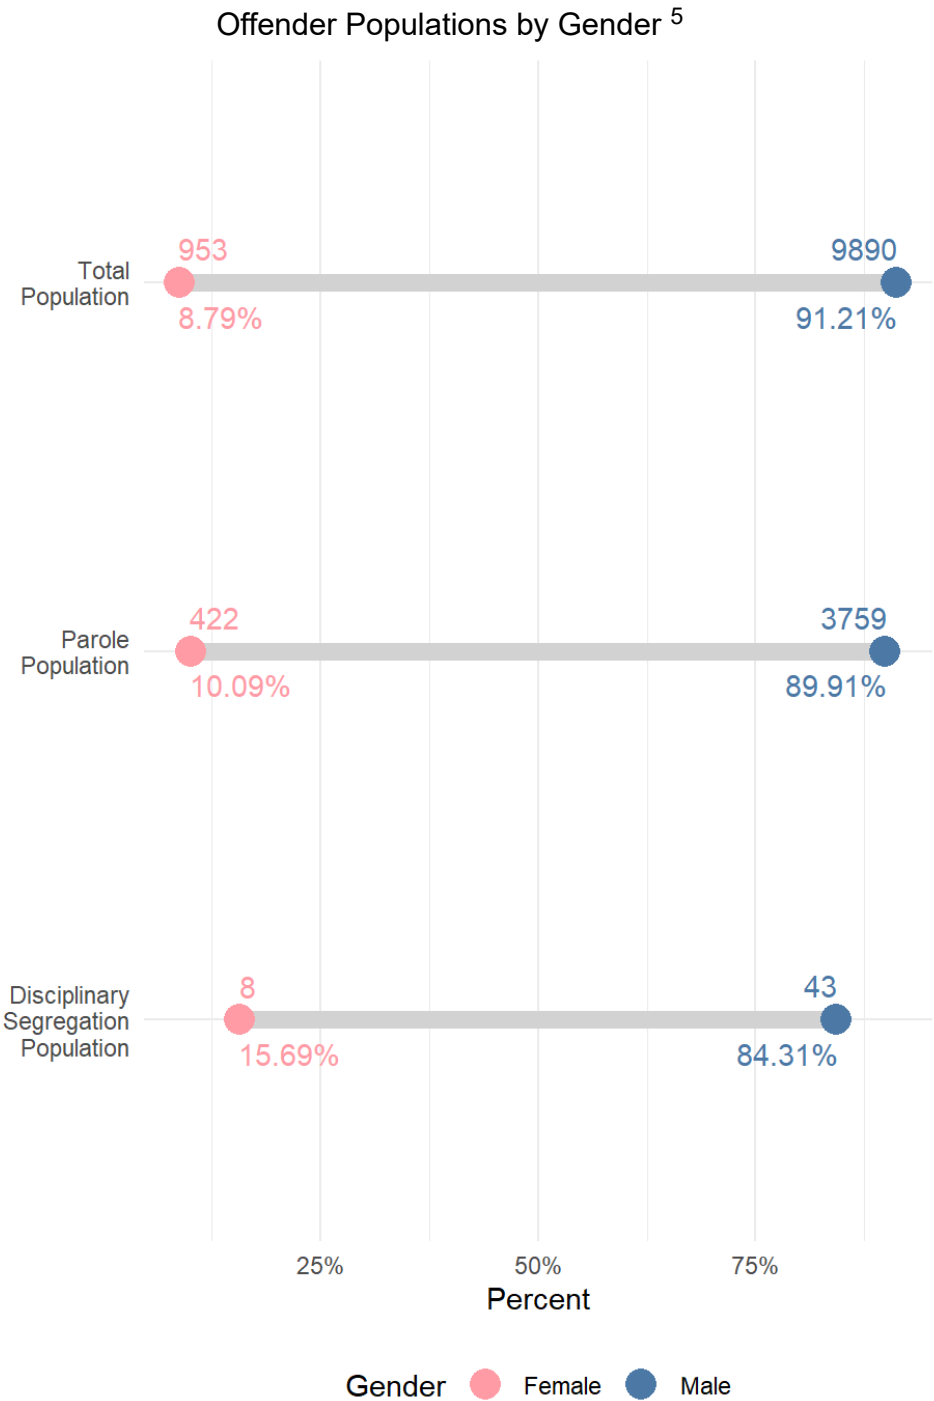 Offender Populations by Gender 5
953
9890
Total
Population
8.79%
91.21%
422
3759
Parole
Population
10.09%
89.91%
8
43
Disciplinary
Segregation
Population
15.69%
84.31%
25%
50%
75%
Percent
Gender
Female
Male